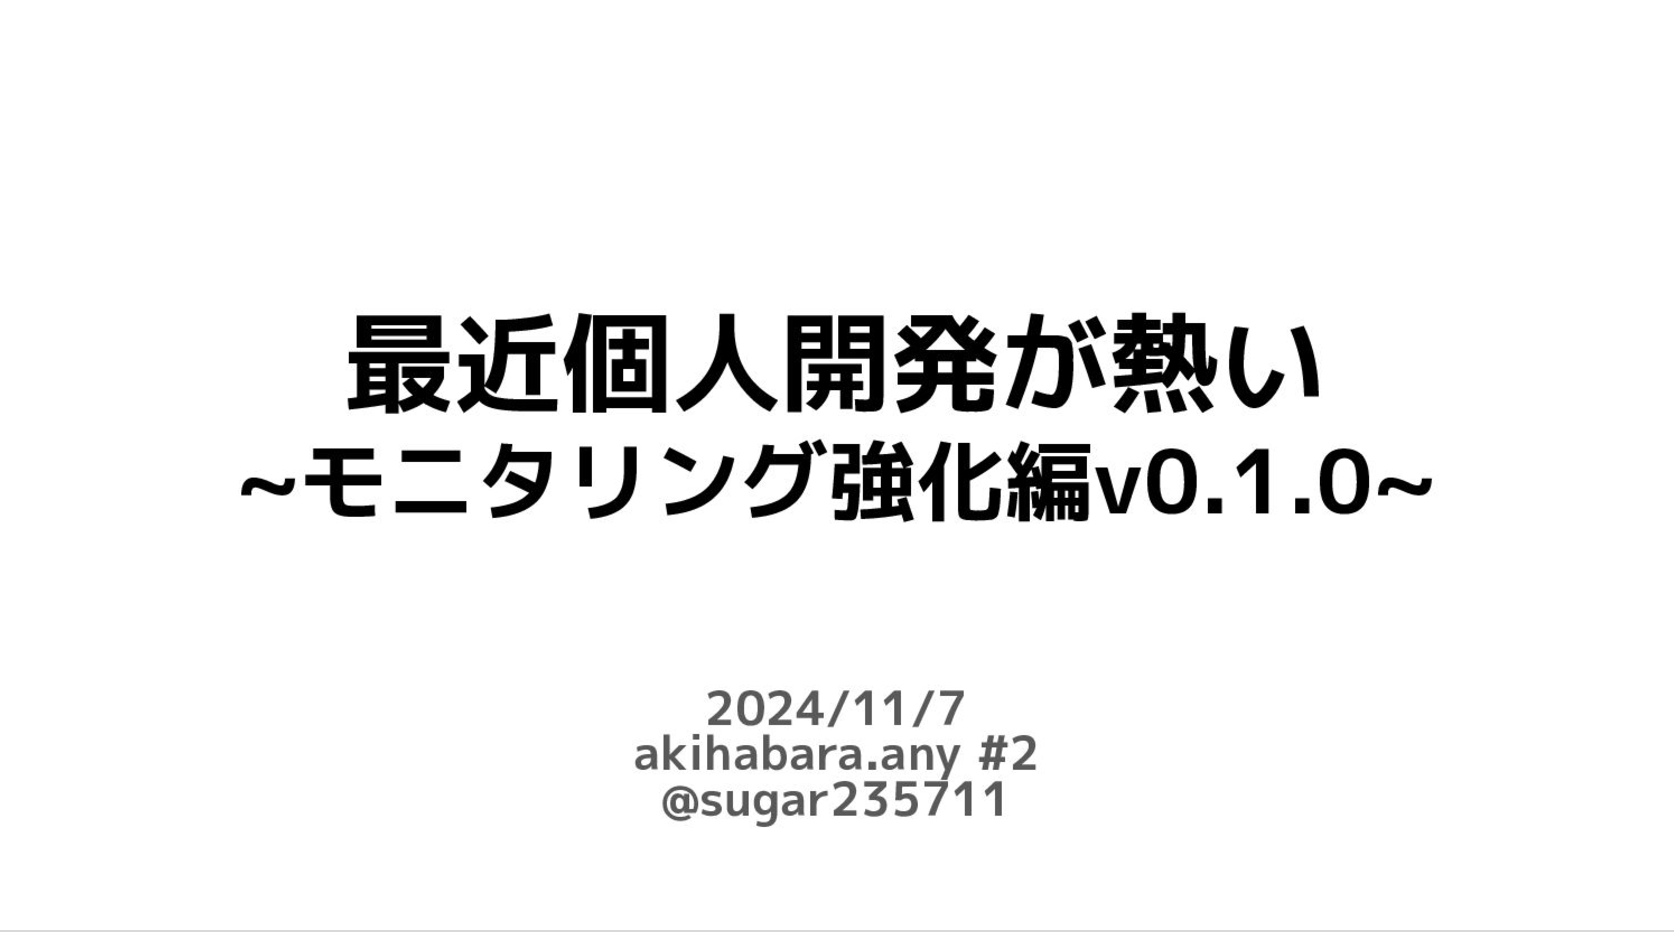 最近個人開発が熱い
~モニタリング強化編v0.1.0~
2024/11/7
akihabara.any #2
@sugar235711